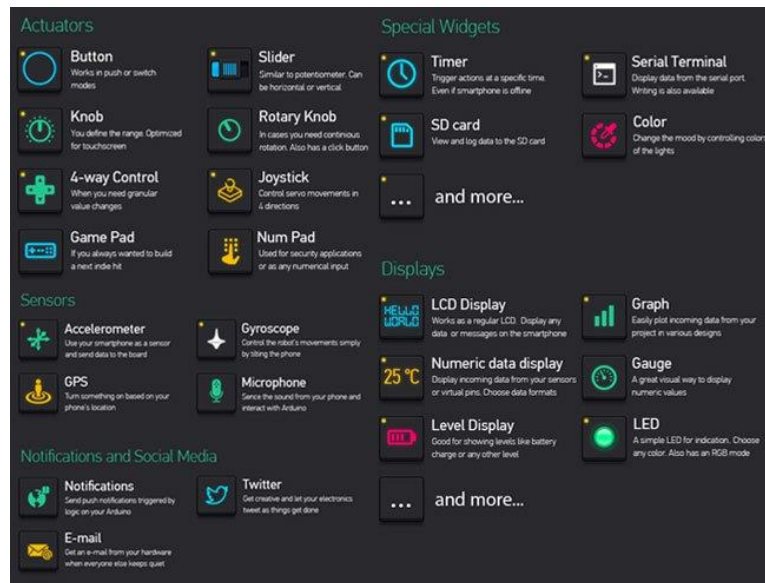 Actuators
Button
Works in push or switch
modes
Slider
Similar to potentiometer. Can
be horizontal or vertical
Knob
You define the range. Optimized
for touchscreen
Rotary Knob
In cases you need continious
rotation. Also has a click button
4-way Control
When you need granular
value changes
Joystick
Control servo movements in
4 directions
Game Pad
If you always wanted to build
a next indie hit
Num Pad
Used for security applications
or as any numerical input
Sensors
Accelerometer
Use your smartphone as a sensor
and send data to the board
Gyroscope
Control the robot's movements simply
by tilting the phone
GPS
Turn something on based on your
phone's location
Microphone
Sence the sound from your phone and
interact with Arduino
Notifications and Social Media
Notifications
Send push notifications triggered by
logic on your Arduino
Twitter
Get creative and let your electronics
tweet as things get done
E-mail
Get an e-mail from your hardware
when everyone else keeps quiet
Special Widgets
Timer
Trigger actions at a specific time.
Even if smartphone is offline
Serial Terminal
Display data from the serial port.
Writing is also available
SD card
View and log data to the SD card
Color
Change the mood by controlling colors
of the lights
... and more...
Displays
HELLO
WORLD
LCD Display
Works as a regular LCD. Display any
data or messages on the smartphone
Graph
Easily plot incoming data from your
project in various designs
25 °C
Numeric data display
Display incoming data from your sensors
or virtual pins. Choose data formats
Gauge
A great visual way to display
numeric values
Level Display
Good for showing levels like battery
charge or any other level
LED
A simple LED for indication. Choose
any color. Also has an RGB mode
... and more...